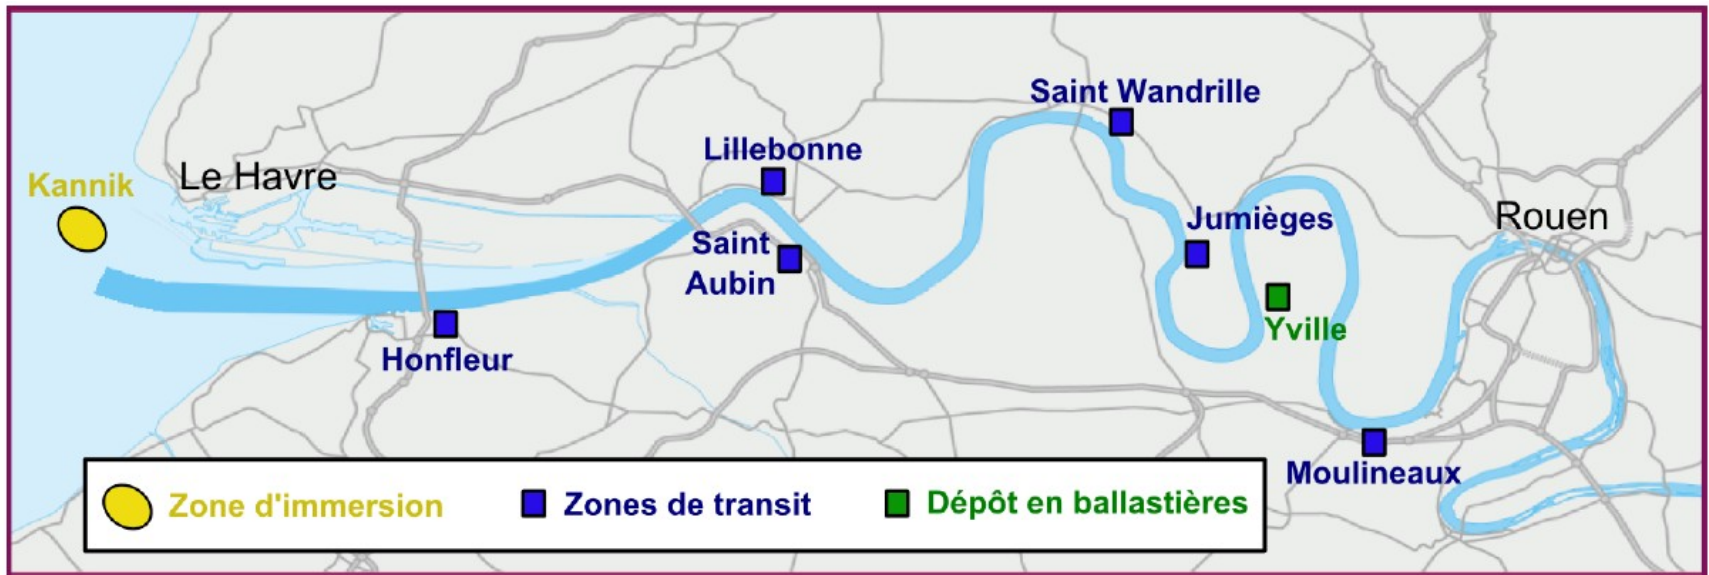 Saint Wandrille
Lillebonne
Kannik
Le Havre
Jumièges
Rouen
Saint
Aubin
Yville
Honfleur
Moulineaux
Zone d'immersion
Zones de transit
Dépôt en ballastières